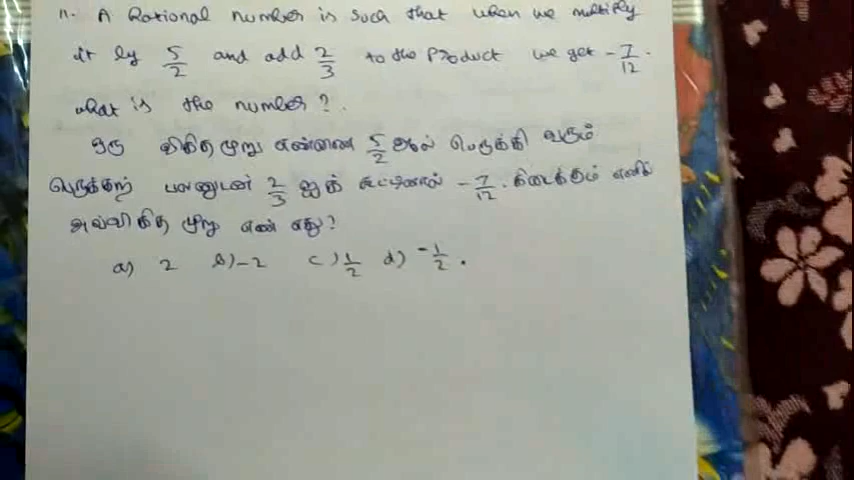 11. A Rational number is such that when we multiply
it by 5/2 and add 2/3 to the product we get -7/12.
what is the number?.
ஒரு விகிதமுறு எண்ணை 5/2 ஆல் பெருக்கி வரும்
பெருக்கற் பலனுடன் 2/3 ஐக் கூட்டினால் -7/12. கிடைக்கும் எனில்
அவ்விகித முறு எண் எது?
a) 2 b) -2 c) 1/2 d) -1/2.